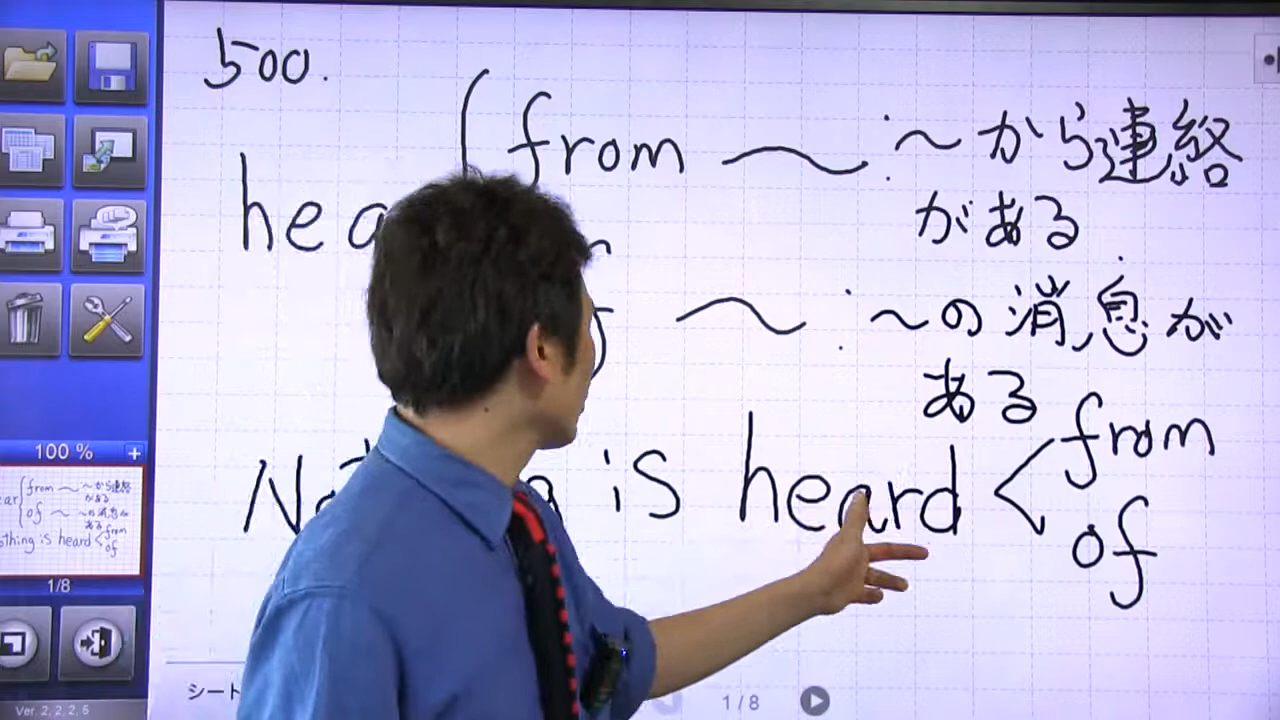 500.
hea
from 〜 : 〜から連絡
がある
〜 : 〜の消息が
ある
is heard < from
of
100 %
1/8
シート
1 / 8
Ver. 2, 2, 2, 6